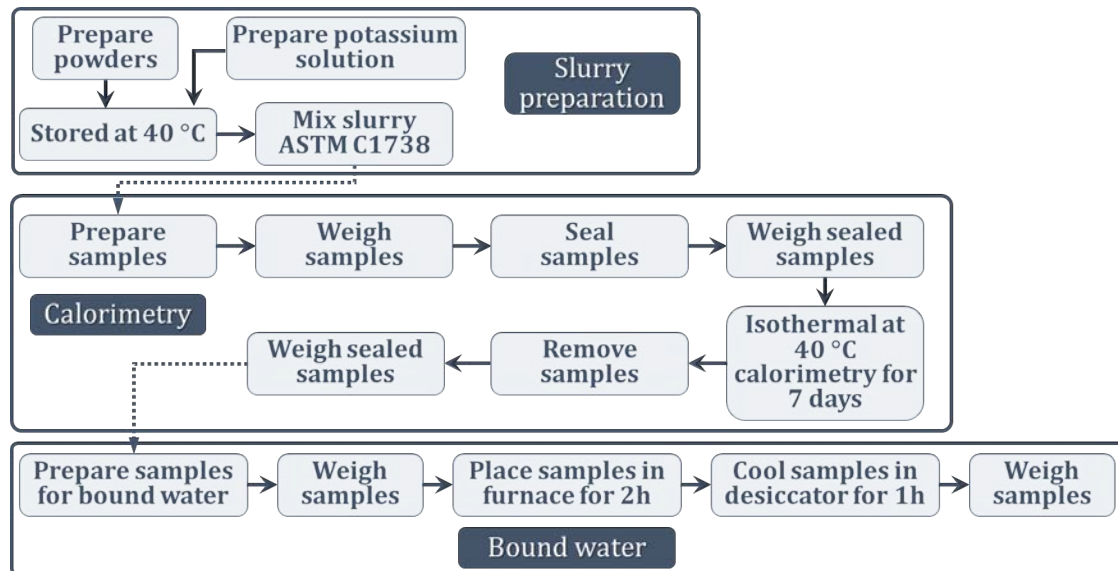 Prepare
powders
Prepare potassium
solution
Slurry
preparation
Stored at 40 °C
Mix slurry
ASTM C1738
Prepare
samples
Weigh
samples
Seal
samples
Weigh sealed
samples
Calorimetry
Isothermal at
40 °C
calorimetry for
7 days
Remove
samples
Weigh sealed
samples
Prepare samples
for bound water
Weigh
samples
Place samples in
furnace for 2h
Cool samples in
desiccator for 1h
Weigh
samples
Bound water